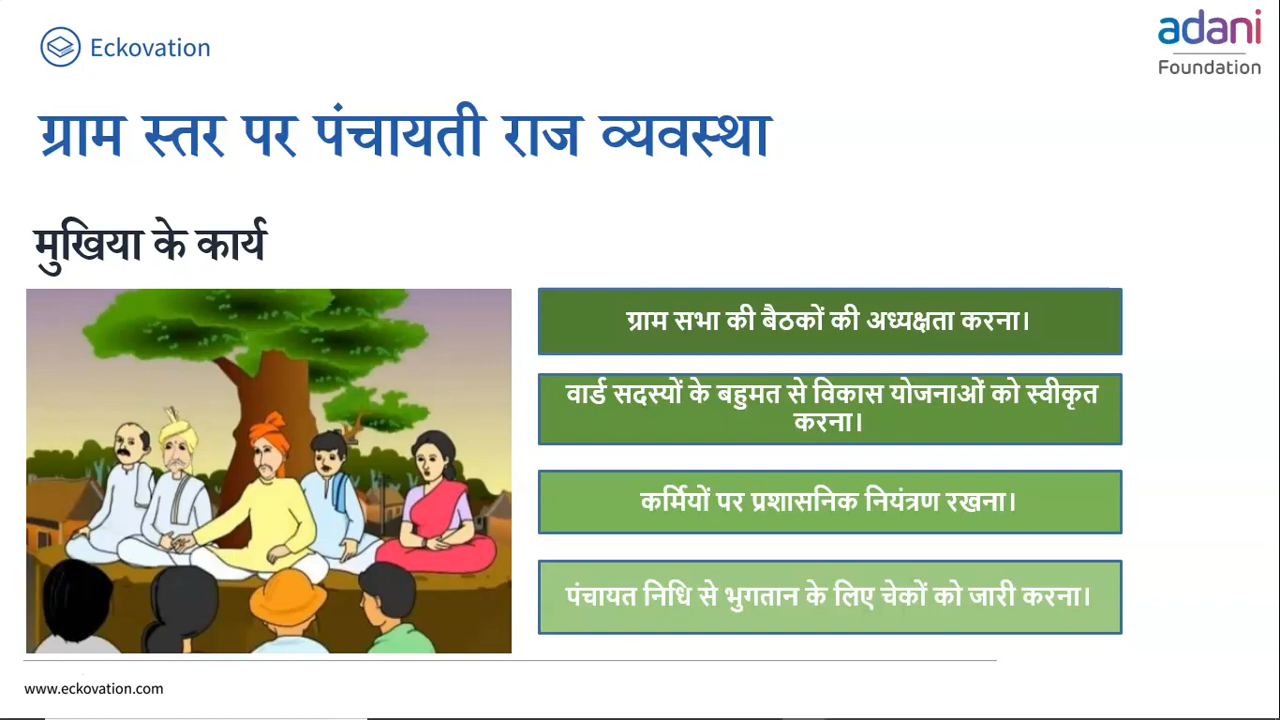 Eckovation
adani
Foundation
ग्राम स्तर पर पंचायती राज व्यवस्था
मुखिया के कार्य
ग्राम सभा की बैठकों की अध्यक्षता करना।
वार्ड सदस्यों के बहुमत से विकास योजनाओं को स्वीकृत
करना।
कर्मियों पर प्रशासनिक नियंत्रण रखना।
पंचायत निधि से भुगतान के लिए चेकों को जारी करना।
www.eckovation.com